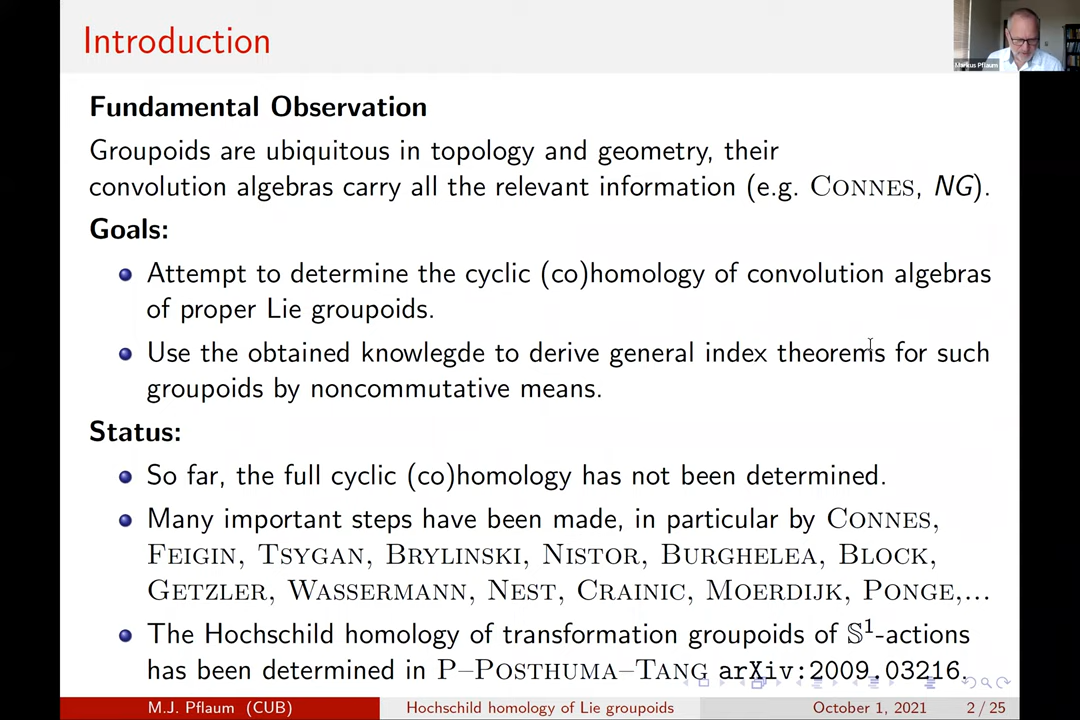 Introduction
Markus Pflaum
Fundamental Observation
Groupoids are ubiquitous in topology and geometry, their
convolution algebras carry all the relevant information (e.g. CONNES, NG).
Goals:
Attempt to determine the cyclic (co)homology of convolution algebras
of proper Lie groupoids.
Use the obtained knowlegde to derive general index theorems for such
groupoids by noncommutative means.
Status:
So far, the full cyclic (co)homology has not been determined.
Many important steps have been made, in particular by CONNES,
FEIGIN, TSYGAN, BRYLINSKI, NISTOR, BURGHELEA, BLOCK,
GETZLER, WASSERMANN, NEST, CRAINIC, MOERDIJK, PONGE,...
The Hochschild homology of transformation groupoids of 𝕊¹-actions
has been determined in P–POSTHUMA–TANG arXiv:2009.03216.
M.J. Pflaum (CUB) Hochschild homology of Lie groupoids October 1, 2021 2 / 25